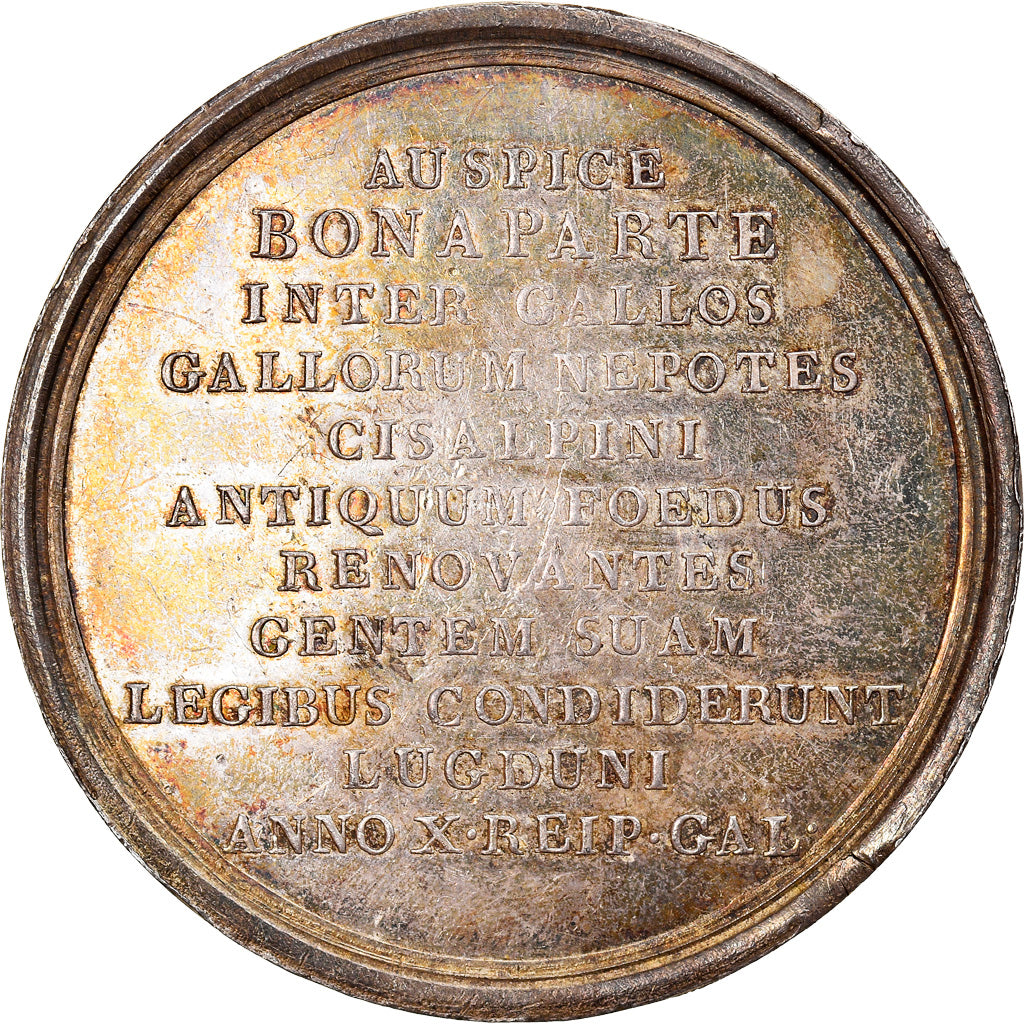 AUSPICE
BONAPARTE
INTER GALLOS
GALLORUM NEPOTES
CISALPINI
ANTIQUUM FOEDUS
RENOVANTES
GENTEM SUAM
LEGIBUS CONDIDERUNT
LUGDUNI
ANNO X·REIP·GAL·